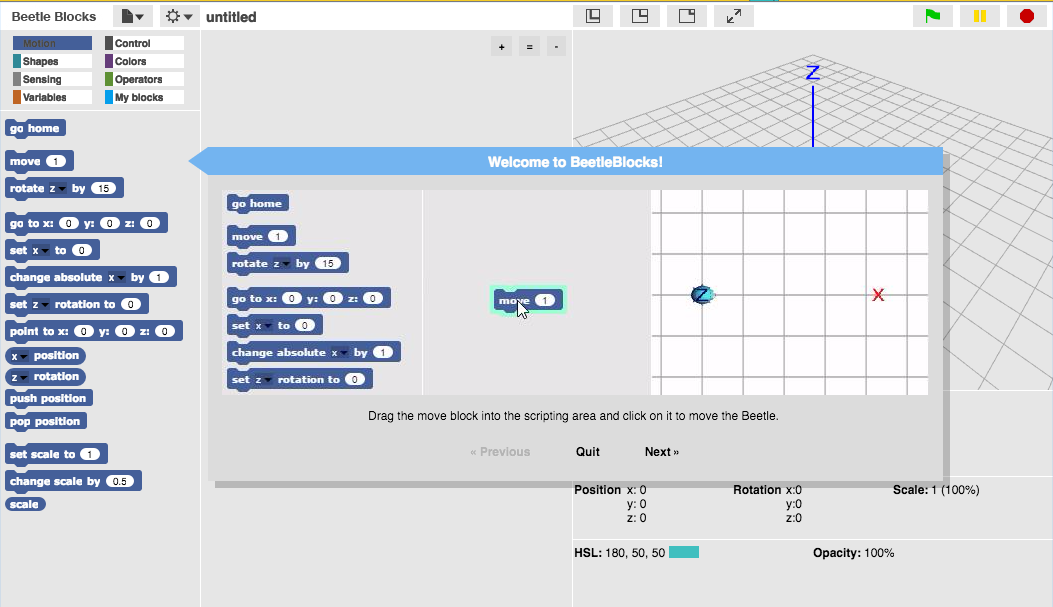 Beetle Blocks
untitled
Motion Control
Shapes Colors
Sensing Operators
Variables My blocks
+ = -
go home
move 1
rotate z by 15
go to x: 0 y: 0 z: 0
set x to 0
change absolute x by 1
set z rotation to 0
point to x: 0 y: 0 z: 0
x position
z rotation
push position
pop position
set scale to 1
change scale by 0.5
scale
Z
Welcome to BeetleBlocks!
go home
move 1
rotate z by 15
go to x: 0 y: 0 z: 0
set x to 0
change absolute x by 1
set z rotation to 0
move 1
Z
X
Drag the move block into the scripting area and click on it to move the Beetle.
« Previous Quit Next »
Position x: 0 Rotation x:0 Scale: 1 (100%)
y: 0 y:0
z: 0 z:0
HSL: 180, 50, 50 Opacity: 100%